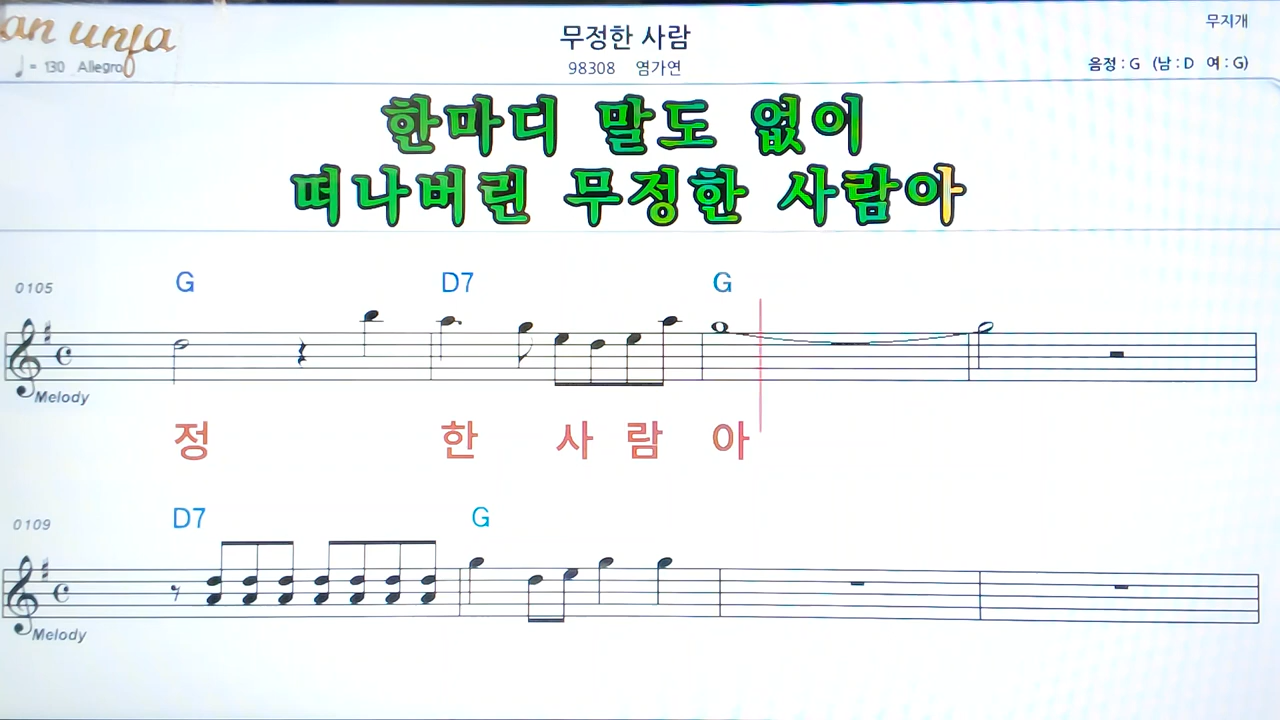 an unja
♩ = 130 Allegro
무정한 사람
98308 염가연
무지개
음정 : G (남 : D 여 : G)
한마디 말도 없이
떠나버린 무정한 사람아
0105
G D7 G
Melody
정 한 사 람 아
0109
D7 G
Melody